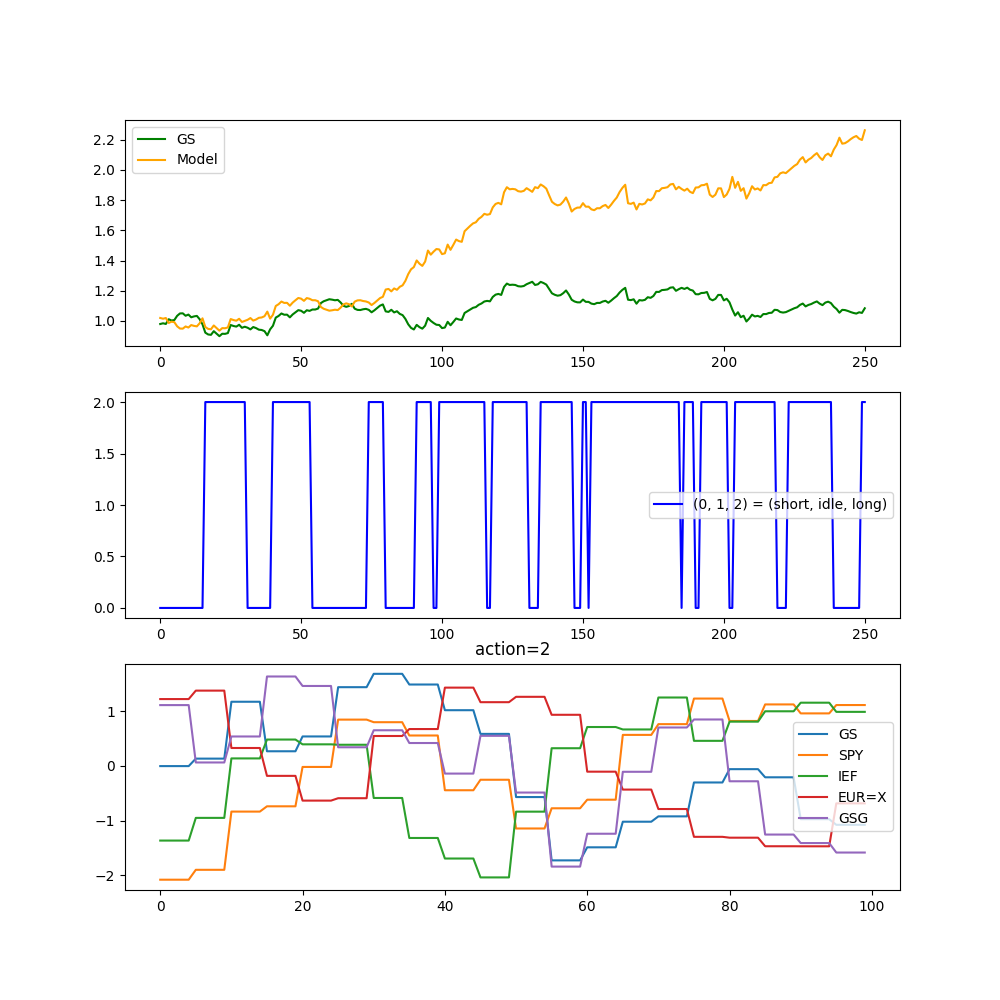 2.2
2.0
1.8
1.6
1.4
1.2
1.0
GS
Model
0 50 100 150 200 250
2.0
1.5
1.0
0.5
0.0
(0, 1, 2) = (short, idle, long)
0 50 100 150 200 250
action=2
1
0
−1
−2
GS
SPY
IEF
EUR=X
GSG
0 20 40 60 80 100